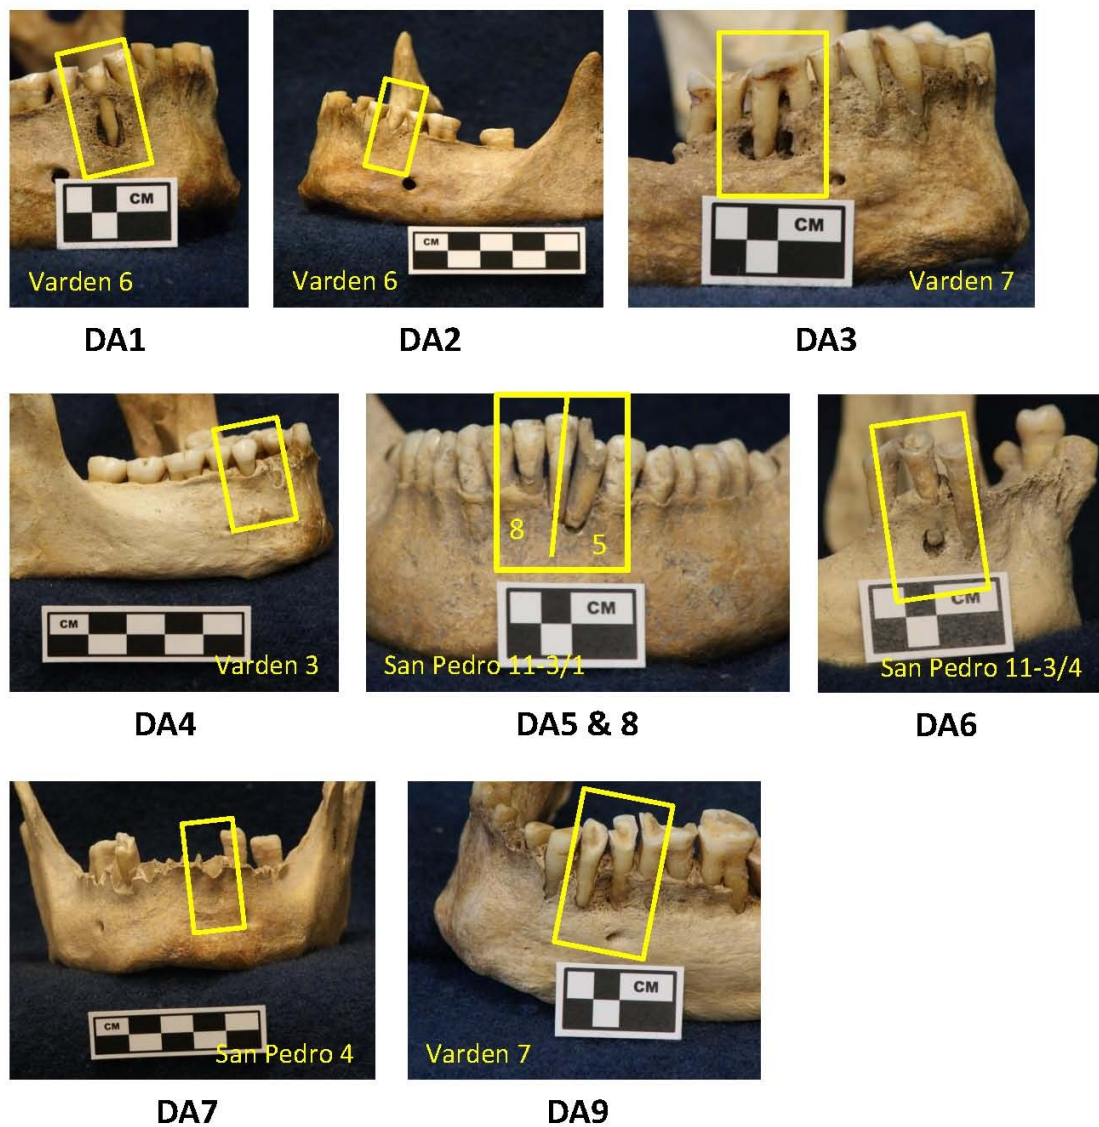 CM
Varden 6
DA1
CM
Varden 6
DA2
CM
Varden 7
DA3
CM
Varden 3
DA4
8
5
CM
San Pedro 11-3/1
DA5 & 8
CM
San Pedro 11-3/4
DA6
CM
San Pedro 4
DA7
CM
Varden 7
DA9